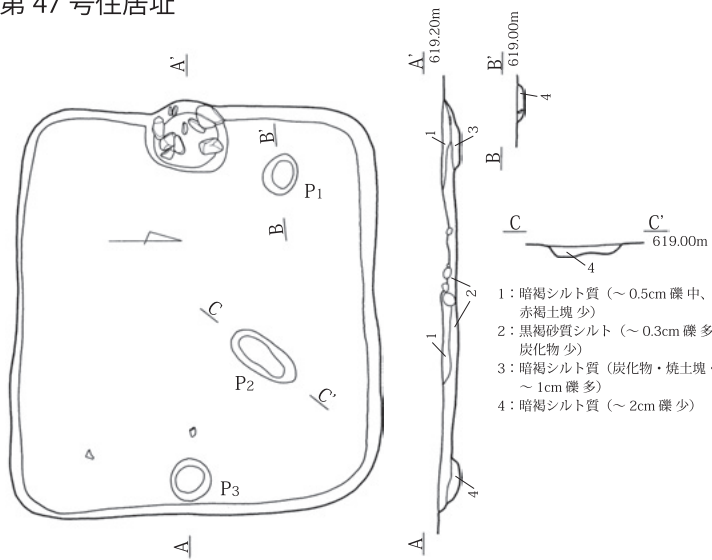 第 47 号住居址
A'
B'
P1
B
C
P2
C'
P3
A
A'
619.20m
B'
619.00m
4
1
3
B
C
C'
619.00m
4
2
1
4
A
1：暗褐シルト質（～ 0.5cm 礫 中、
赤褐土塊 少）
2：黒褐砂質シルト（～ 0.3cm 礫 多
炭化物 少）
3：暗褐シルト質（炭化物・焼土塊・
～ 1cm 礫 多）
4：暗褐シルト質（～ 2cm 礫 少）